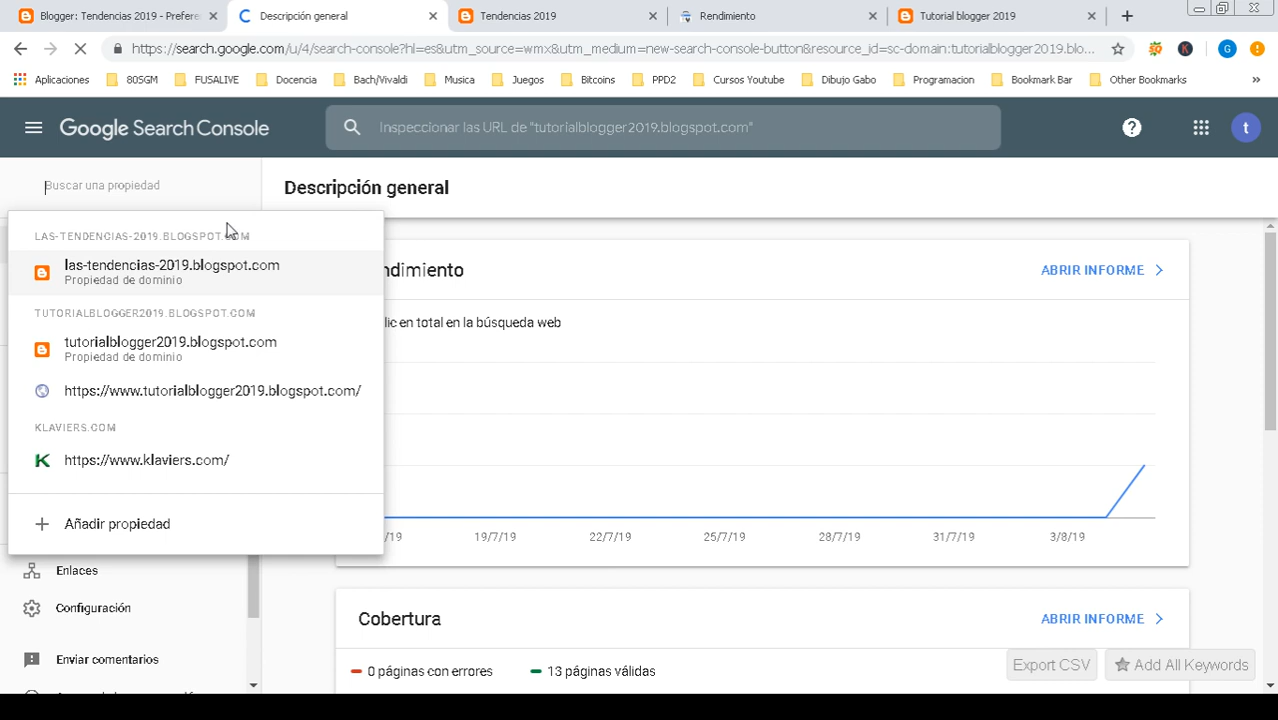 Blogger: Tendencias 2019 - Prefere
Descripción general
Tendencias 2019
Rendimiento
Tutorial blogger 2019
https://search.google.com/u/4/search-console?hl=es&utm_source=wmx&utm_medium=new-search-console-button&resource_id=sc-domain:tutorialblogger2019.blo...
Aplicaciones
80SGM
FUSALIVE
Docencia
Bach/Vivaldi
Musica
Juegos
Bitcoins
PPD2
Cursos Youtube
Dibujo Gabo
Programacion
Bookmark Bar
Other Bookmarks
Google Search Console
Inspeccionar las URL de "tutorialblogger2019.blogspot.com"
t
Buscar una propiedad
Descripción general
LAS-TENDENCIAS-2019.BLOGSPOT.COM
las-tendencias-2019.blogspot.com
Propiedad de dominio
TUTORIALBLOGGER2019.BLOGSPOT.COM
tutorialblogger2019.blogspot.com
Propiedad de dominio
https://www.tutorialblogger2019.blogspot.com/
KLAVIERS.COM
K https://www.klaviers.com/
Añadir propiedad
Enlaces
Configuración
Enviar comentarios
ndimiento
ABRIR INFORME
lic en total en la búsqueda web
/19
19/7/19
22/7/19
25/7/19
28/7/19
31/7/19
3/8/19
Cobertura
ABRIR INFORME
0 páginas con errores
13 páginas válidas
Export CSV
Add All Keywords